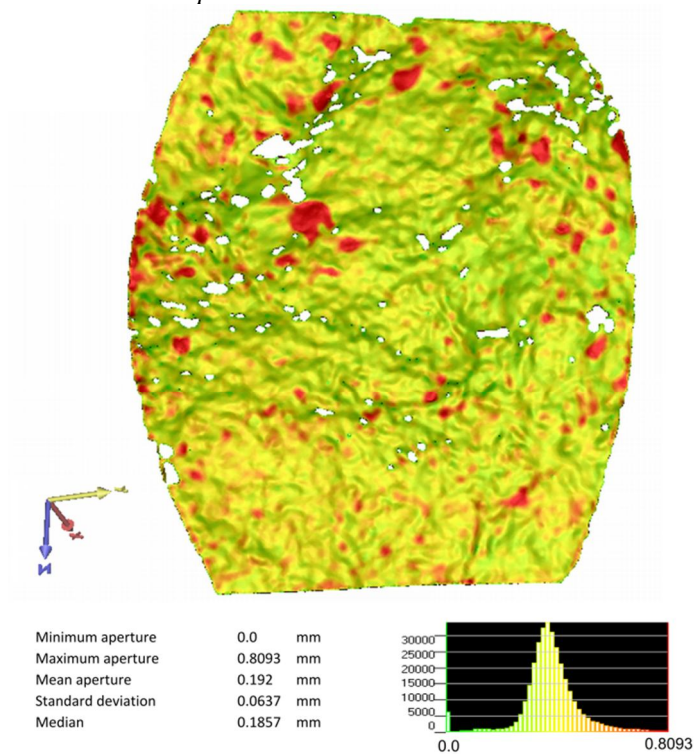 Minimum aperture 0.0 mm
Maximum aperture 0.8093 mm
Mean aperture 0.192 mm
Standard deviation 0.0637 mm
Median 0.1857 mm
30000
25000
20000
15000
10000
5000
0
0.0 0.8093